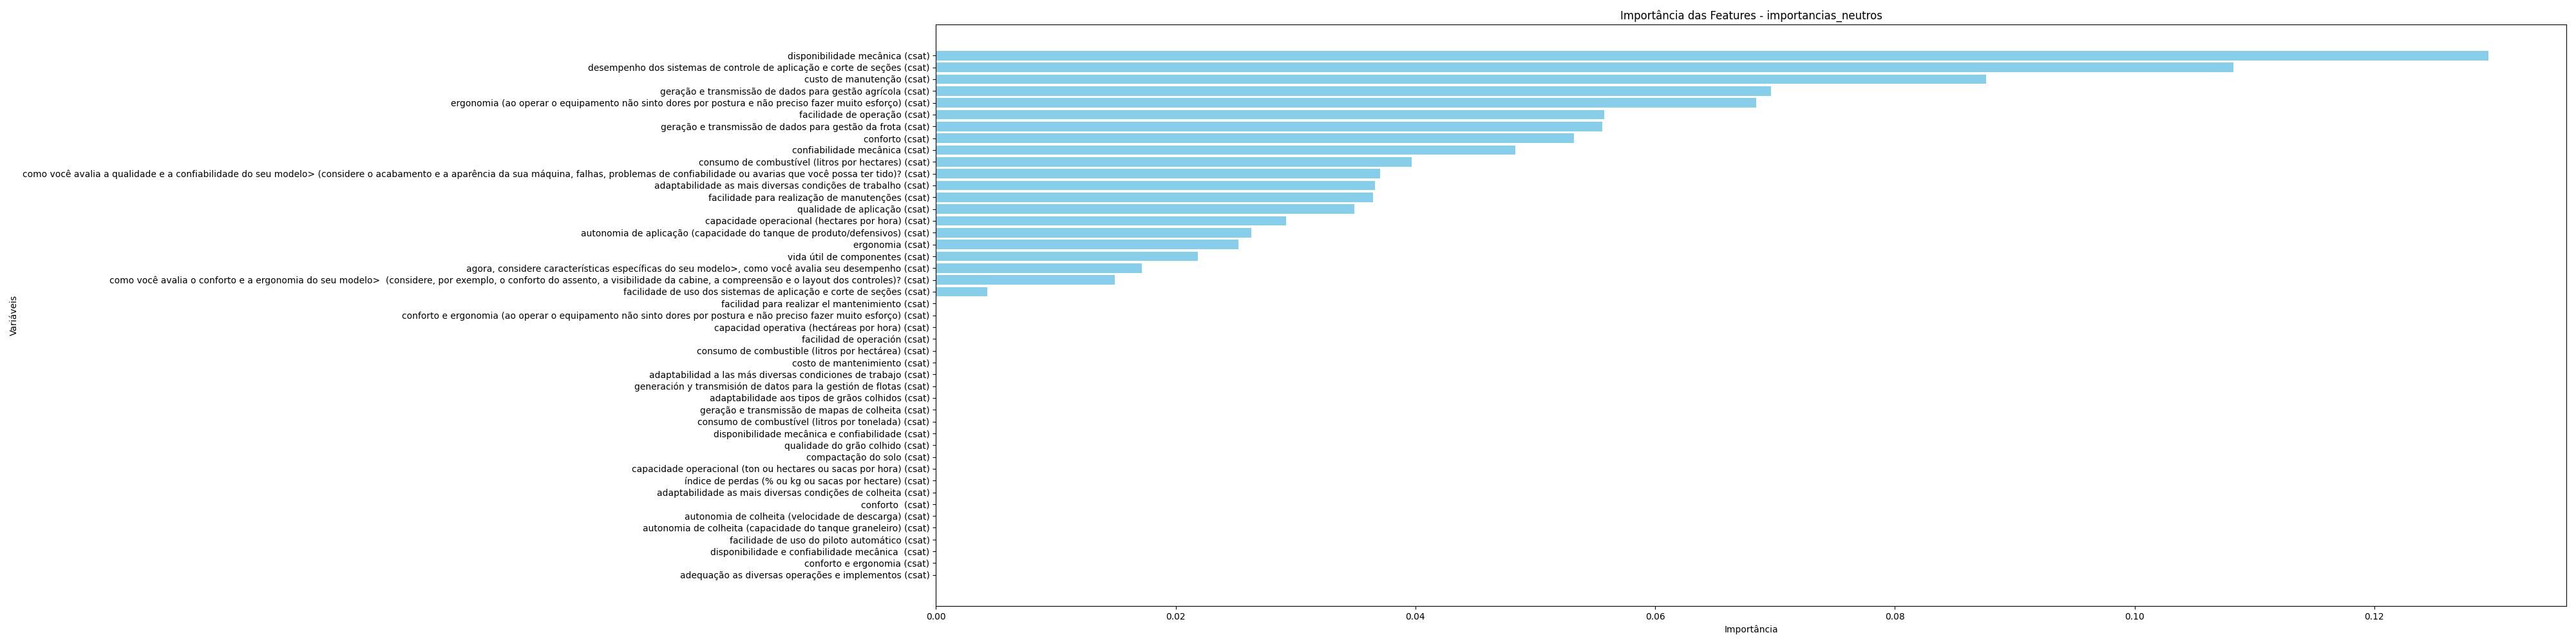 Importância das Features - importancias_neutros
disponibilidade mecânica (csat)
desempenho dos sistemas de controle de aplicação e corte de seções (csat)
custo de manutenção (csat)
geração e transmissão de dados para gestão agrícola (csat)
ergonomia (ao operar o equipamento não sinto dores por postura e não preciso fazer muito esforço) (csat)
facilidade de operação (csat)
geração e transmissão de dados para gestão da frota (csat)
conforto (csat)
confiabilidade mecânica (csat)
consumo de combustível (litros por hectares) (csat)
como você avalia a qualidade e a confiabilidade do seu modelo> (considere o acabamento e a aparência da sua máquina, falhas, problemas de confiabilidade ou avarias que você possa ter tido)? (csat)
adaptabilidade as mais diversas condições de trabalho (csat)
facilidade para realização de manutenções (csat)
qualidade de aplicação (csat)
capacidade operacional (hectares por hora) (csat)
autonomia de aplicação (capacidade do tanque de produto/defensivos) (csat)
ergonomia (csat)
vida útil de componentes (csat)
agora, considere características específicas do seu modelo>, como você avalia seu desempenho (csat)
como você avalia o conforto e a ergonomia do seu modelo>  (considere, por exemplo, o conforto do assento, a visibilidade da cabine, a compreensão e o layout dos controles)? (csat)
facilidade de uso dos sistemas de aplicação e corte de seções (csat)
facilidad para realizar el mantenimiento (csat)
conforto e ergonomia (ao operar o equipamento não sinto dores por postura e não preciso fazer muito esforço) (csat)
capacidad operativa (hectáreas por hora) (csat)
facilidad de operación (csat)
consumo de combustible (litros por hectárea) (csat)
costo de mantenimiento (csat)
adaptabilidad a las más diversas condiciones de trabajo (csat)
generación y transmisión de datos para la gestión de flotas (csat)
adaptabilidade aos tipos de grãos colhidos (csat)
geração e transmissão de mapas de colheita (csat)
consumo de combustível (litros por tonelada) (csat)
disponibilidade mecânica e confiabilidade (csat)
qualidade do grão colhido (csat)
compactação do solo (csat)
capacidade operacional (ton ou hectares ou sacas por hora) (csat)
índice de perdas (% ou kg ou sacas por hectare) (csat)
adaptabilidade as mais diversas condições de colheita (csat)
conforto  (csat)
autonomia de colheita (velocidade de descarga) (csat)
autonomia de colheita (capacidade do tanque graneleiro) (csat)
facilidade de uso do piloto automático (csat)
disponibilidade e confiabilidade mecânica  (csat)
conforto e ergonomia (csat)
adequação as diversas operações e implementos (csat)
Variáveis
0.00 0.02 0.04 0.06 0.08 0.10 0.12
Importância